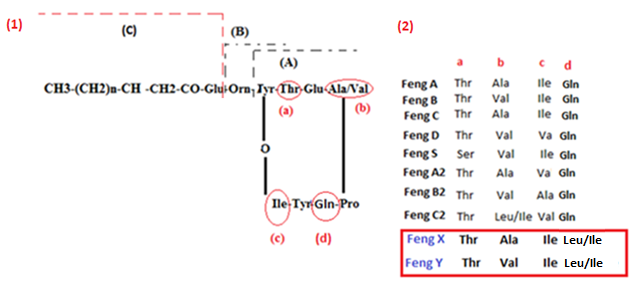 (1)
(C)
(B)
(A)
CH3-(CH2)n-CH -CH2-CO-Glu-Orn-Tyr-Thr-Glu-Ala/Val
(a)
(b)
O
Ile-Tyr-Gln-Pro
(c)
(d)
(2)
a b c d
Feng A Thr Ala Ile Gln
Feng B Thr Val Ile Gln
Feng C Thr Ala Ile Gln
Feng D Thr Val Va Gln
Feng S Ser Val Ile Gln
Feng A2 Thr Ala Va Gln
Feng B2 Thr Val Ala Gln
Feng C2 Thr Leu/Ile Val Gln
Feng X Thr Ala Ile Leu/Ile
Feng Y Thr Val Ile Leu/Ile